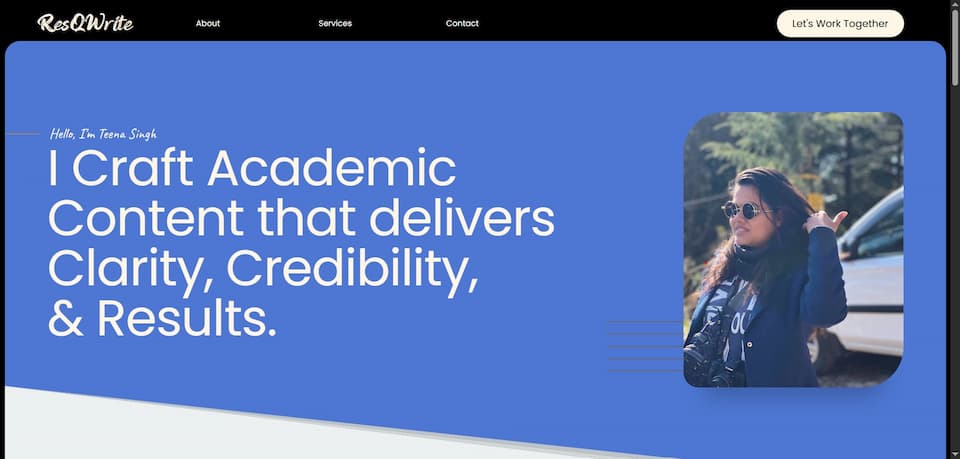 ResQWrite
About
Services
Contact
Let's Work Together
Hello, I'm Teena Singh
I Craft Academic
Content that delivers
Clarity, Credibility,
& Results.